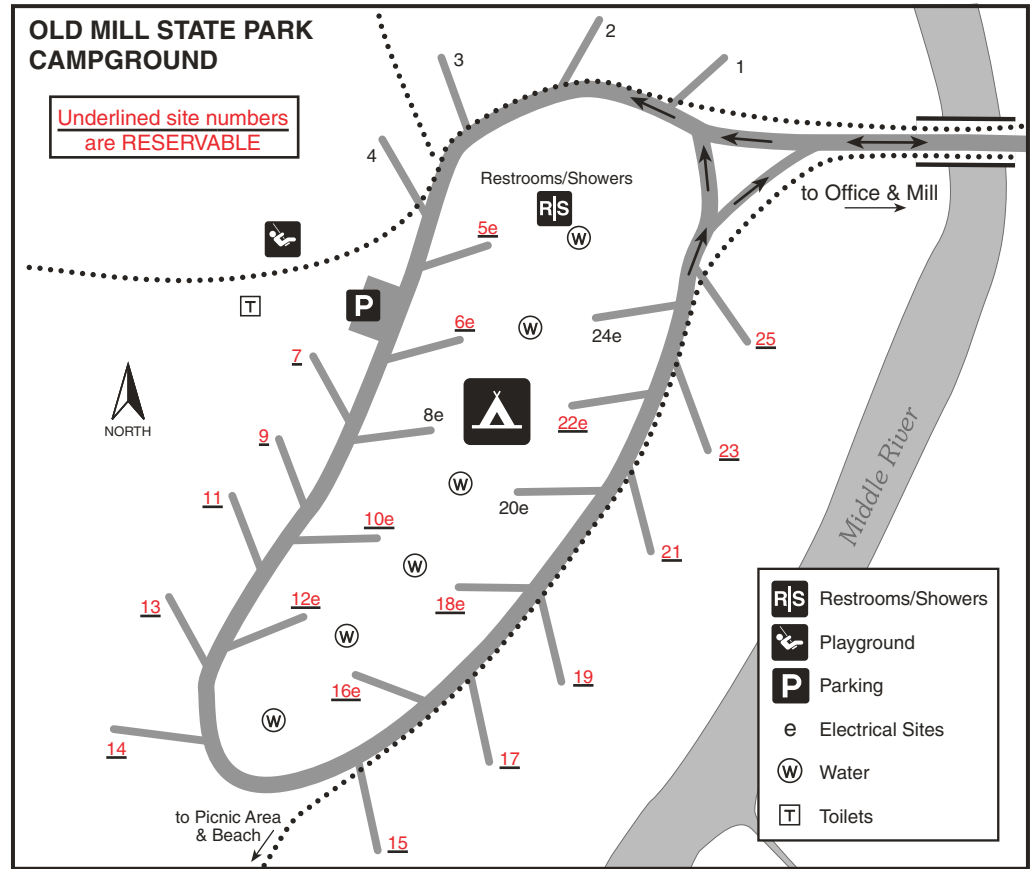 OLD MILL STATE PARK
CAMPGROUND
Underlined site numbers
are RESERVABLE
2
3
1
4
Restrooms/Showers
R|S
W
to Office & Mill
5e
T
P
6e
W
24e
25
7
NORTH
8e
22e
9
23
W
20e
11
10e
21
W
Middle River
13
12e
18e
W
19
16e
14
W
17
to Picnic Area
& Beach
15
R|S Restrooms/Showers
Playground
P Parking
e Electrical Sites
W Water
T Toilets